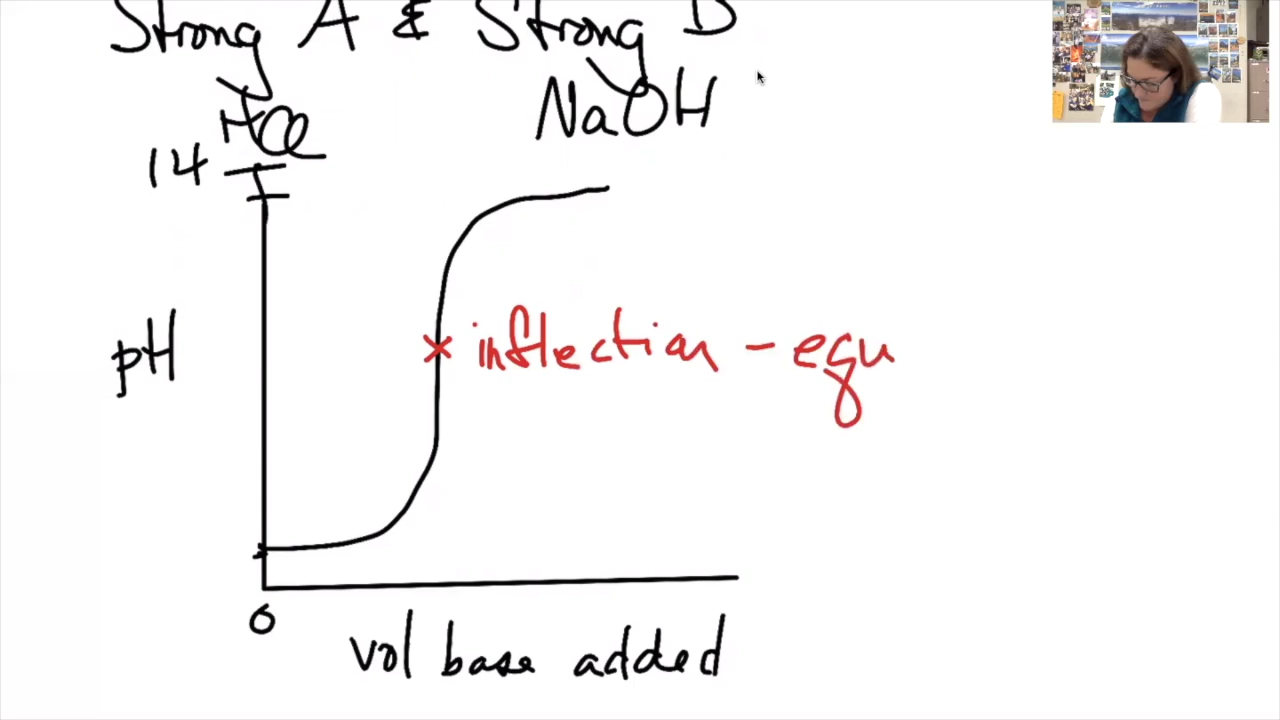 Strong A & Strong B
HCl NaOH
14
pH
inflection - equ
0
vol base added